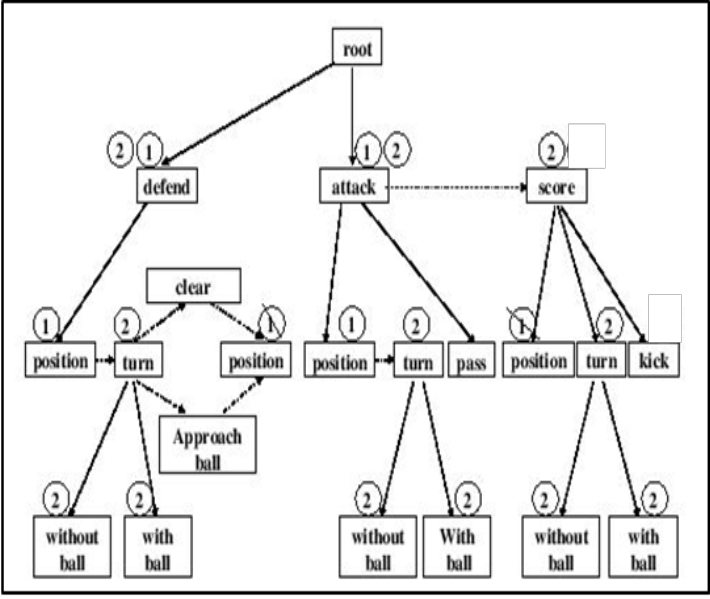 root
2 1 1 2 2
defend attack score
clear
1 2 1 1 2 1 2
position turn position position turn pass position turn kick
Approach
ball
2 2 2 2 2 2
without with without With without with
ball ball ball ball ball ball